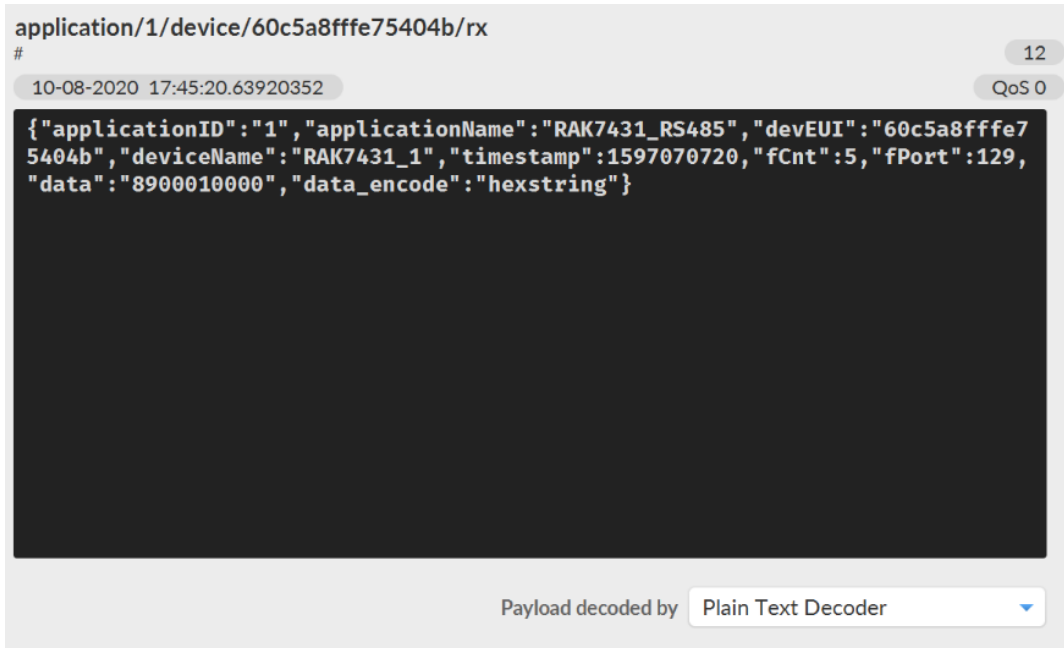 application/1/device/60c5a8fffe75404b/rx
#
12
10-08-2020 17:45:20.63920352
QoS 0
{"applicationID":"1","applicationName":"RAK7431_RS485","devEUI":"60c5a8fffe7
5404b","deviceName":"RAK7431_1","timestamp":1597070720,"fCnt":5,"fPort":129,
"data":"8900010000","data_encode":"hexstring"}
Payload decoded by
Plain Text Decoder